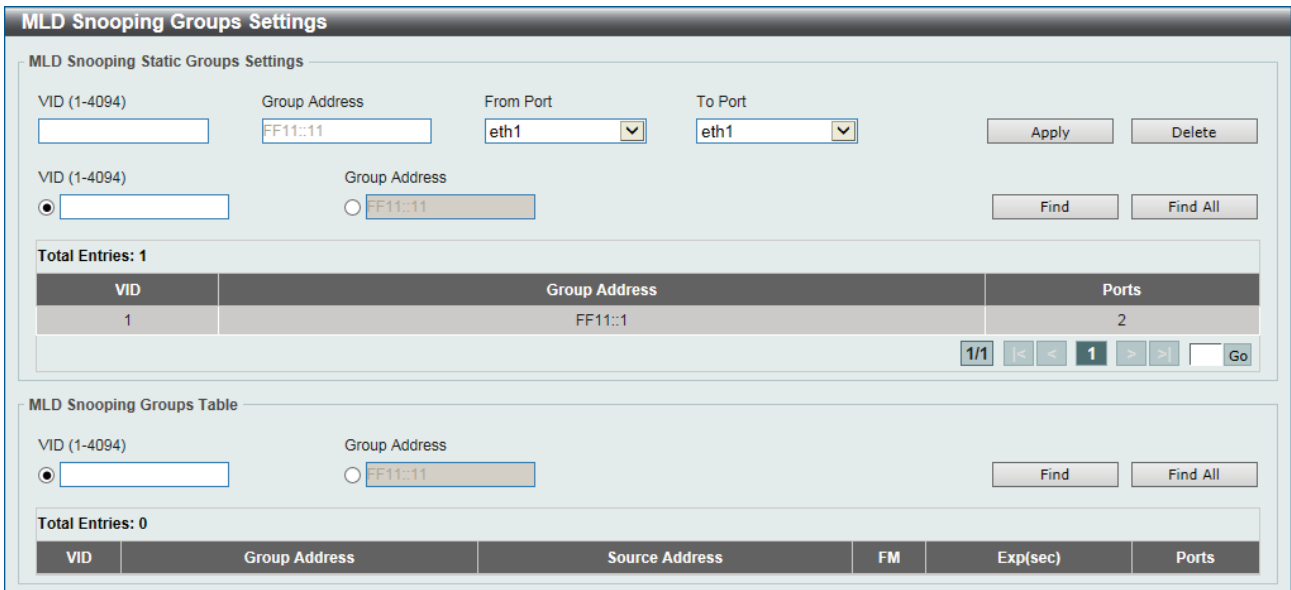 MLD Snooping Groups Settings
MLD Snooping Static Groups Settings
VID (1-4094) Group Address From Port To Port
FF11::11 eth1 eth1 Apply Delete
VID (1-4094) Group Address
FF11::11 Find Find All
Total Entries: 1
VID Group Address Ports
1 FF11::1 2
1/1 |< < 1 > >| Go
MLD Snooping Groups Table
VID (1-4094) Group Address
FF11::11 Find Find All
Total Entries: 0
VID Group Address Source Address FM Exp(sec) Ports